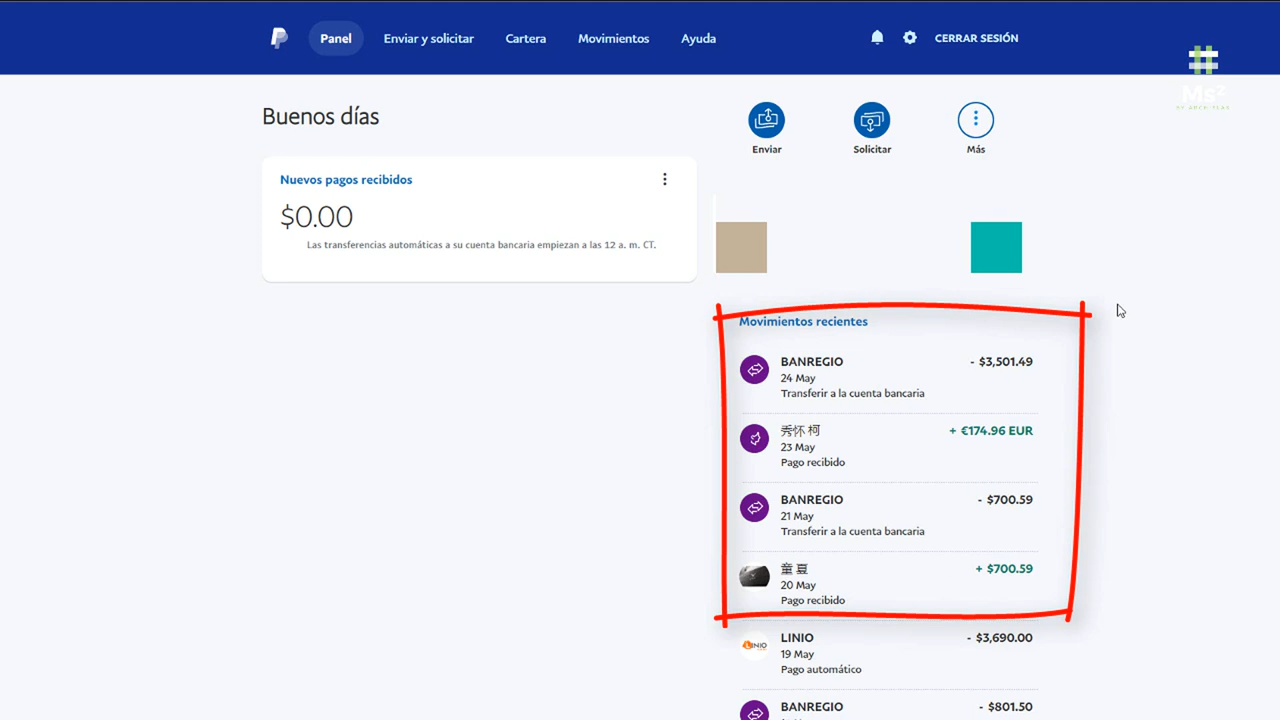 Panel
Enviar y solicitar
Cartera
Movimientos
Ayuda
CERRAR SESIÓN
Ms²
BY ARCHITEAS
Buenos días
Enviar
Solicitar
Más
Nuevos pagos recibidos
$0.00
Las transferencias automáticas a su cuenta bancaria empiezan a las 12 a. m. CT.
Movimientos recientes
BANREGIO - $3,501.49
24 May
Transferir a la cuenta bancaria
秀怀 柯 + €174.96 EUR
23 May
Pago recibido
BANREGIO - $700.59
21 May
Transferir a la cuenta bancaria
童 夏 + $700.59
20 May
Pago recibido
LINIO
LINIO - $3,690.00
19 May
Pago automático
BANREGIO - $801.50